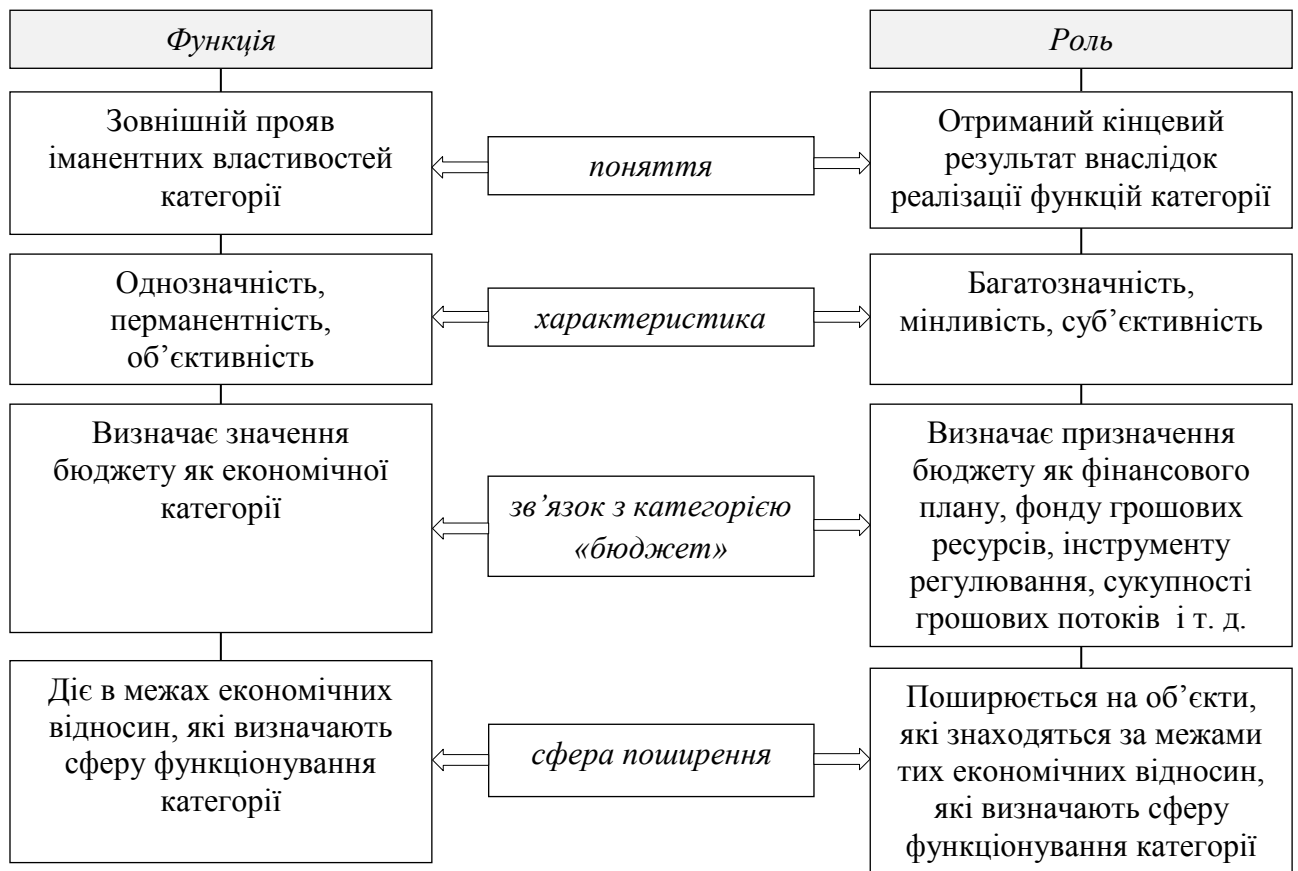 Функція
Роль
Зовнішній прояв
іманентних властивостей
категорії
поняття
Отриманий кінцевий
результат внаслідок
реалізації функцій категорії
Однозначність,
перманентність,
об’єктивність
характеристика
Багатозначність,
мінливість, суб’єктивність
Визначає значення
бюджету як економічної
категорії
зв’язок з категорією
«бюджет»
Визначає призначення
бюджету як фінансового
плану, фонду грошових
ресурсів, інструменту
регулювання, сукупності
грошових потоків і т. д.
Діє в межах економічних
відносин, які визначають
сферу функціонування
категорії
сфера поширення
Поширюється на об’єкти,
які знаходяться за межами
тих економічних відносин,
які визначають сферу
функціонування категорії